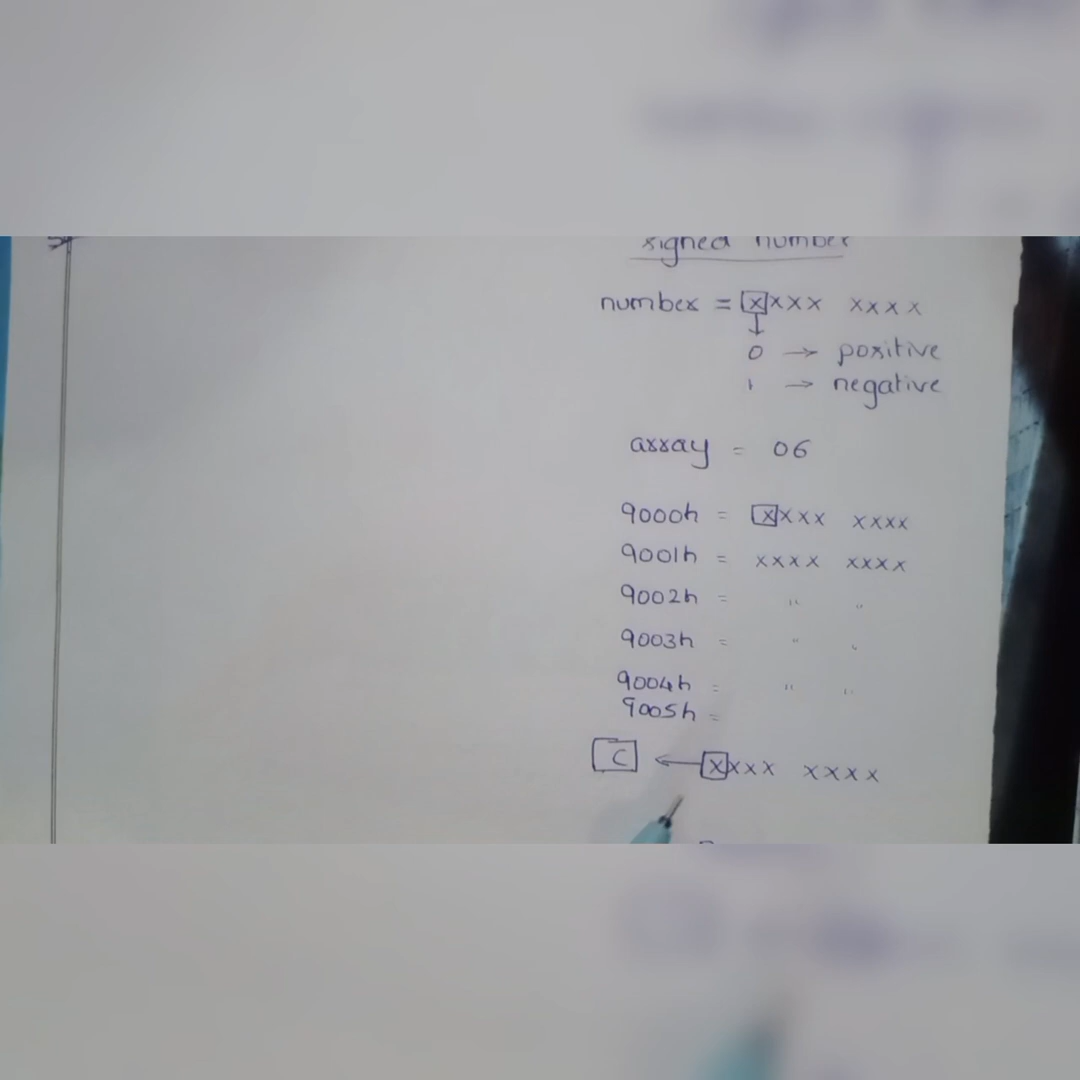 signed number
number = xxxx xxxx
↓
0 → positive
1 → negative
array = 06
9000h = xxxx xxxx
9001h = xxxx xxxx
9002h = " "
9003h = " "
9004h = " "
9005h =
C ← xxxx xxxx